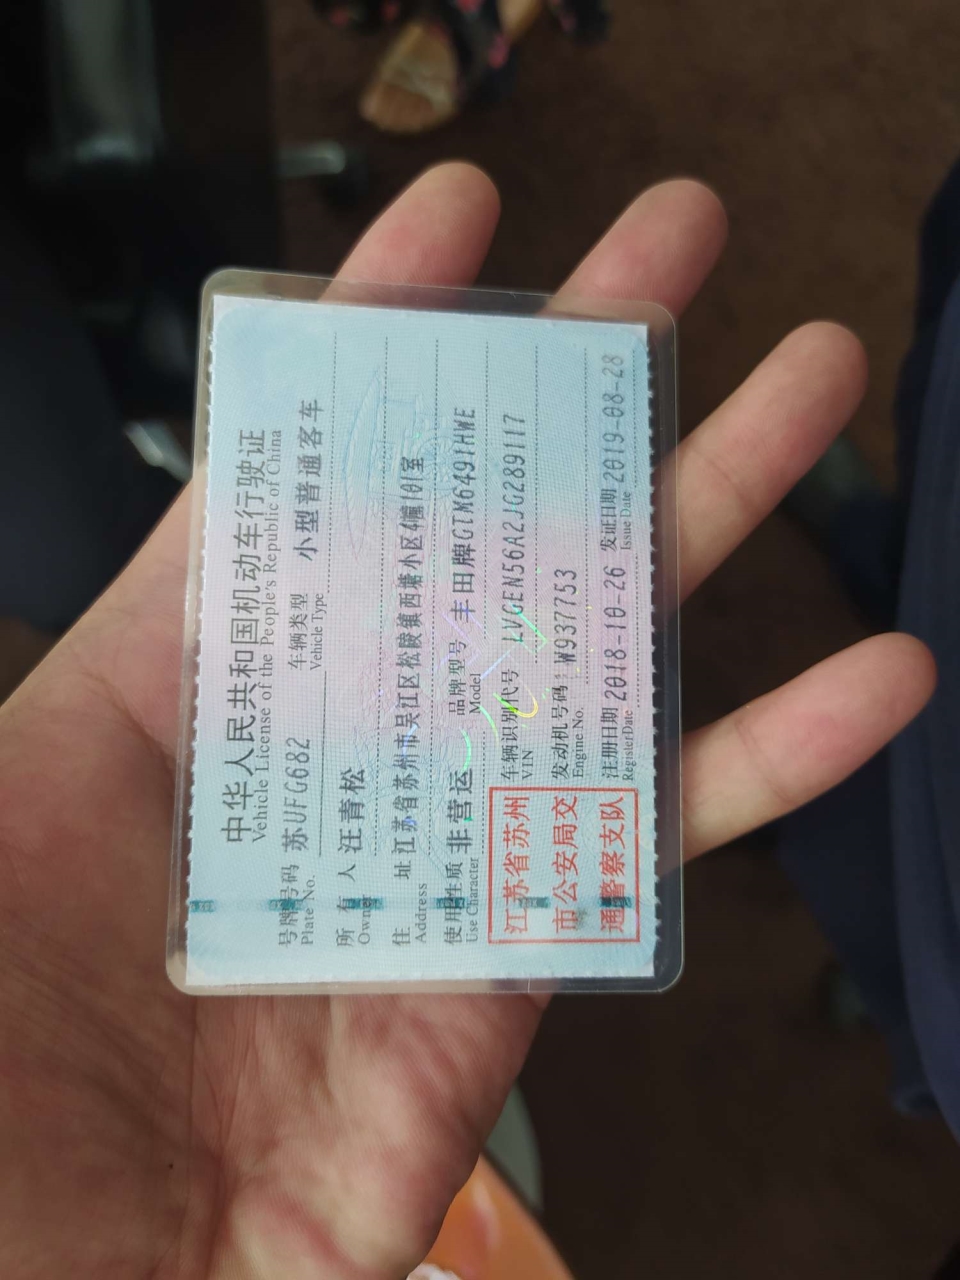 中华人民共和国机动车行驶证
Vehicle License of the People's Republic of China
号牌号码 苏UFG682 车辆类型 小型普通客车
Plate No. Vehicle Type
所有人 汪青松
Owner
住址 江苏省苏州市吴江区松陵镇西塘小区4幢101室
Address
使用性质 非营运 品牌型号 丰田牌GTM6491HWE
Use Character Model
江苏省苏州
市公安局交
通警察支队
车辆识别代号 LVGEN56A2JG289117
VIN
发动机号码 W937753
Engine No.
注册日期 2018-10-26 发证日期 2019-08-28
Register Date Issue Date